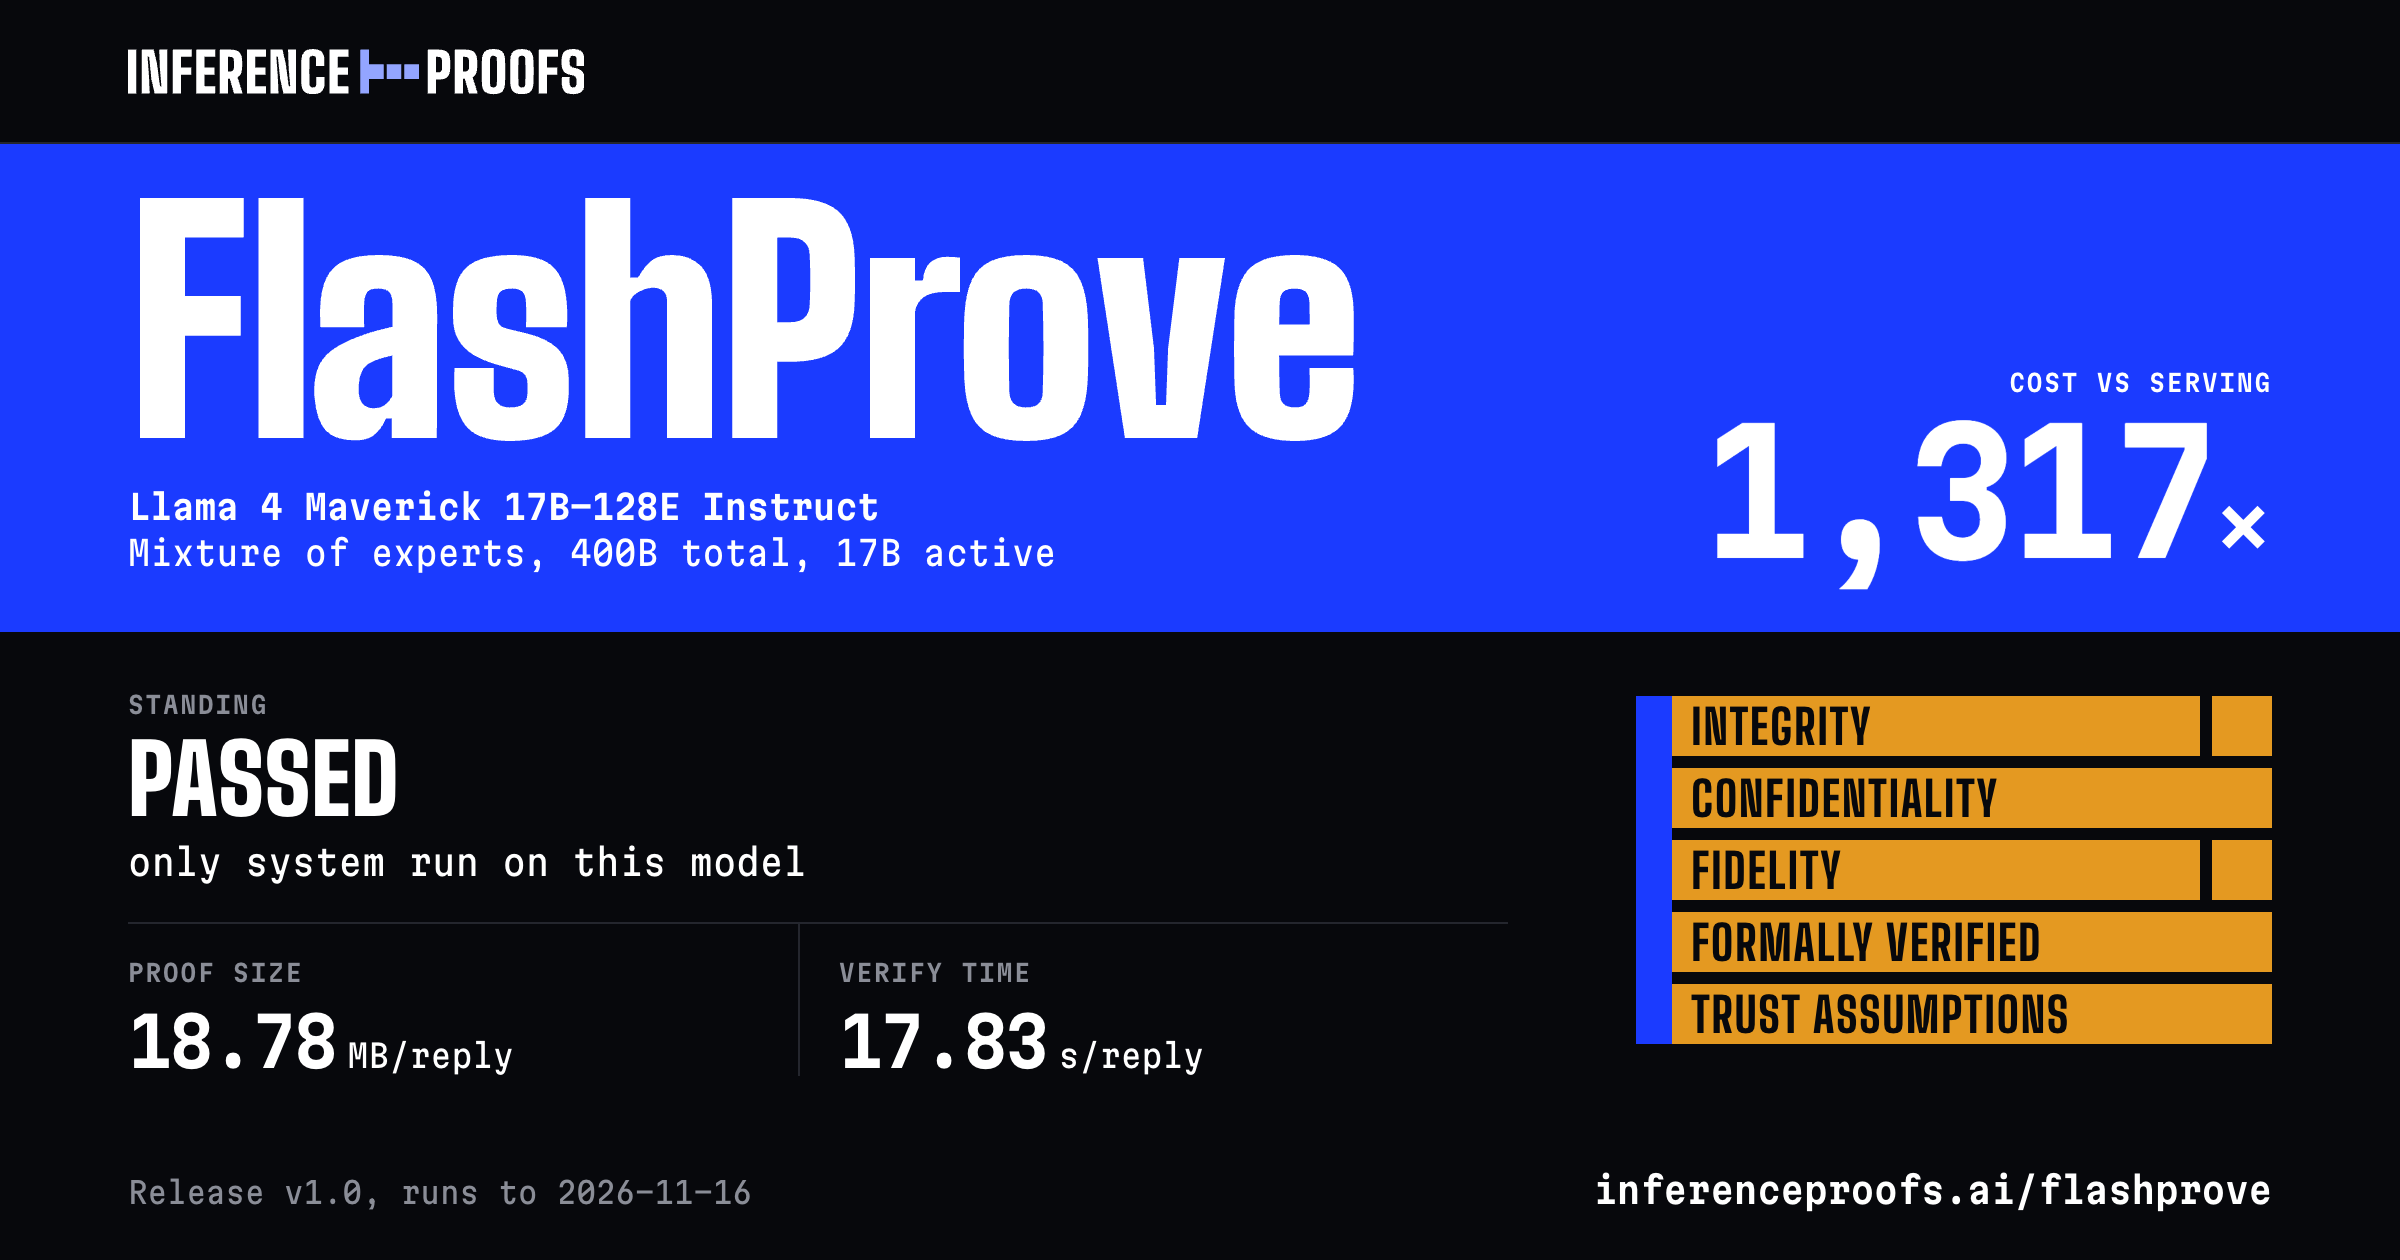 INFERENCE PROOFS
FlashProve
Llama 4 Maverick 17B-128E Instruct
Mixture of experts, 400B total, 17B active
COST VS SERVING
1,317×
STANDING
PASSED
only system run on this model
PROOF SIZE
18.78 MB/reply
VERIFY TIME
17.83 s/reply
INTEGRITY
CONFIDENTIALITY
FIDELITY
FORMALLY VERIFIED
TRUST ASSUMPTIONS
Release v1.0, runs to 2026-11-16
inferenceproofs.ai/flashprove